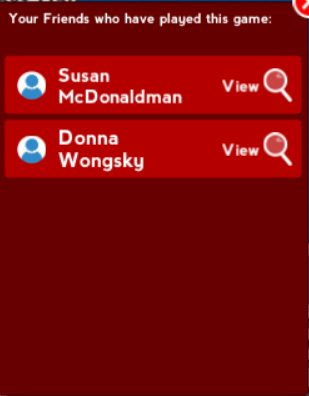 Your Friends who have played this game:
Susan
McDonaldman
View
Donna
Wongsky
View